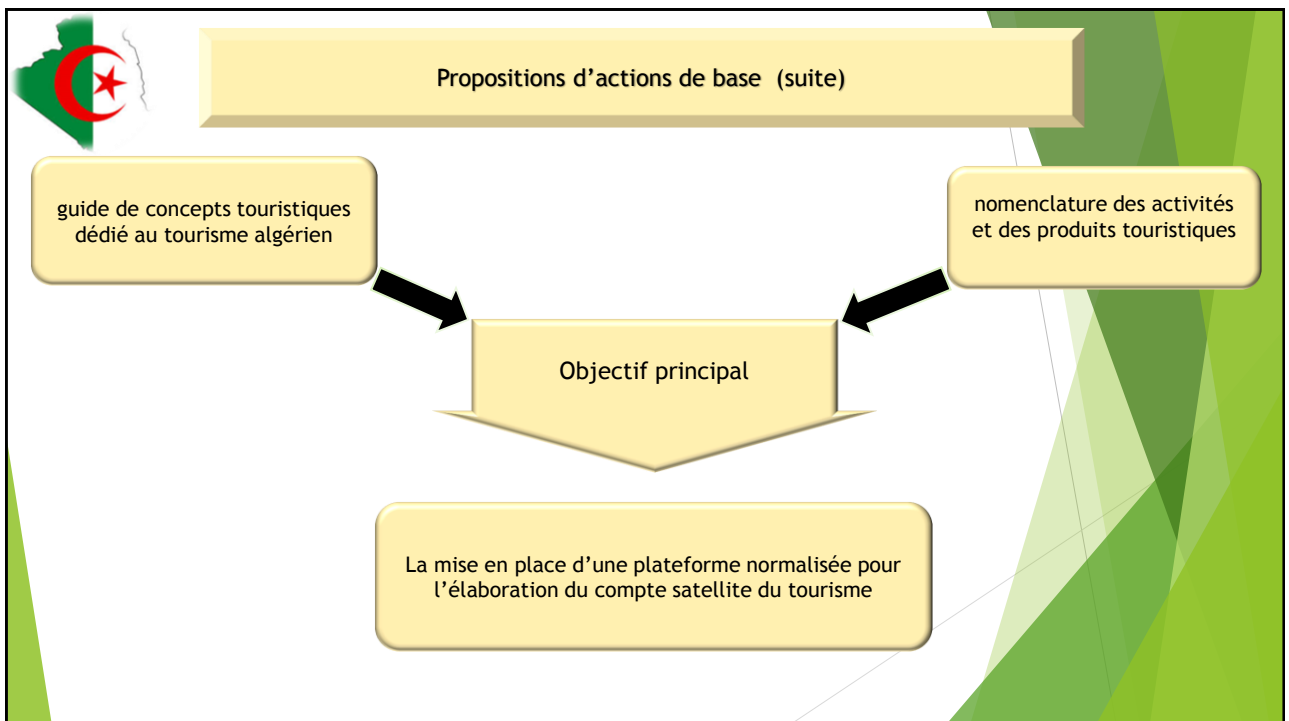 Propositions d’actions de base (suite)
guide de concepts touristiques
dédié au tourisme algérien
nomenclature des activités
et des produits touristiques
Objectif principal
La mise en place d’une plateforme normalisée pour
l’élaboration du compte satellite du tourisme